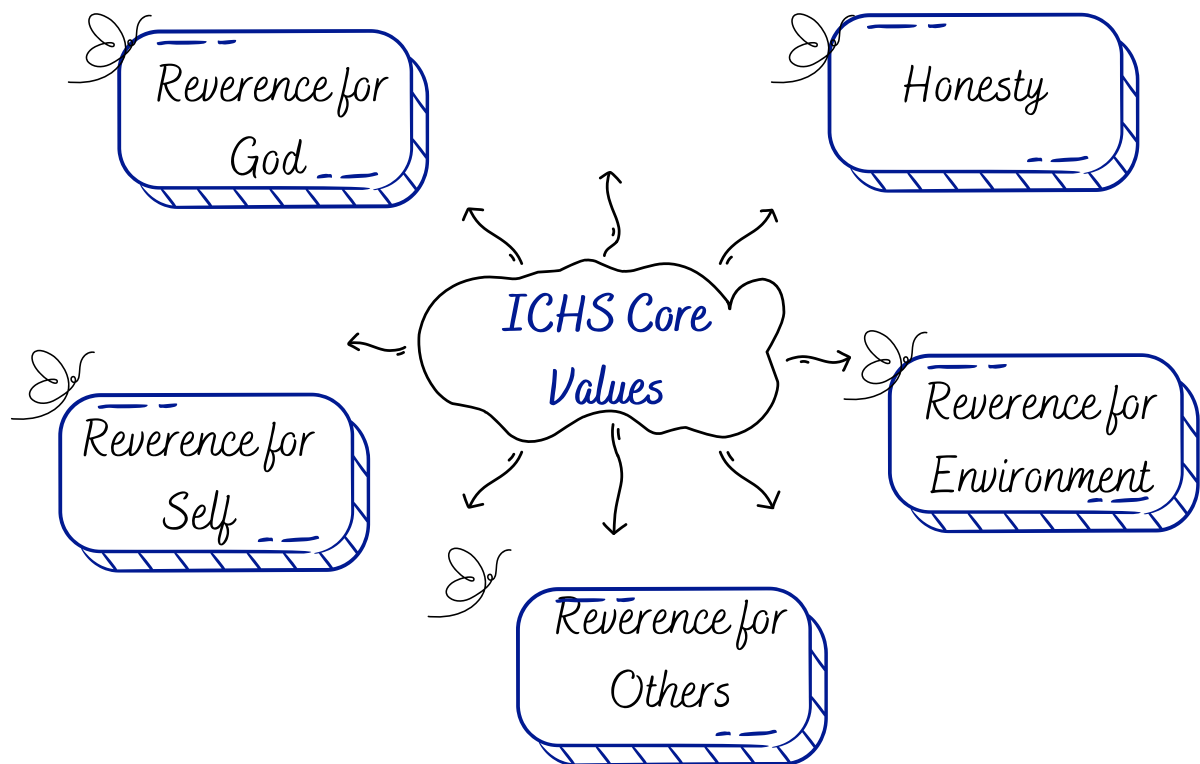 Reverence for
God
Honesty
ICHS Core
Values
Reverence for
Self
Reverence for
Environment
Reverence for
Others